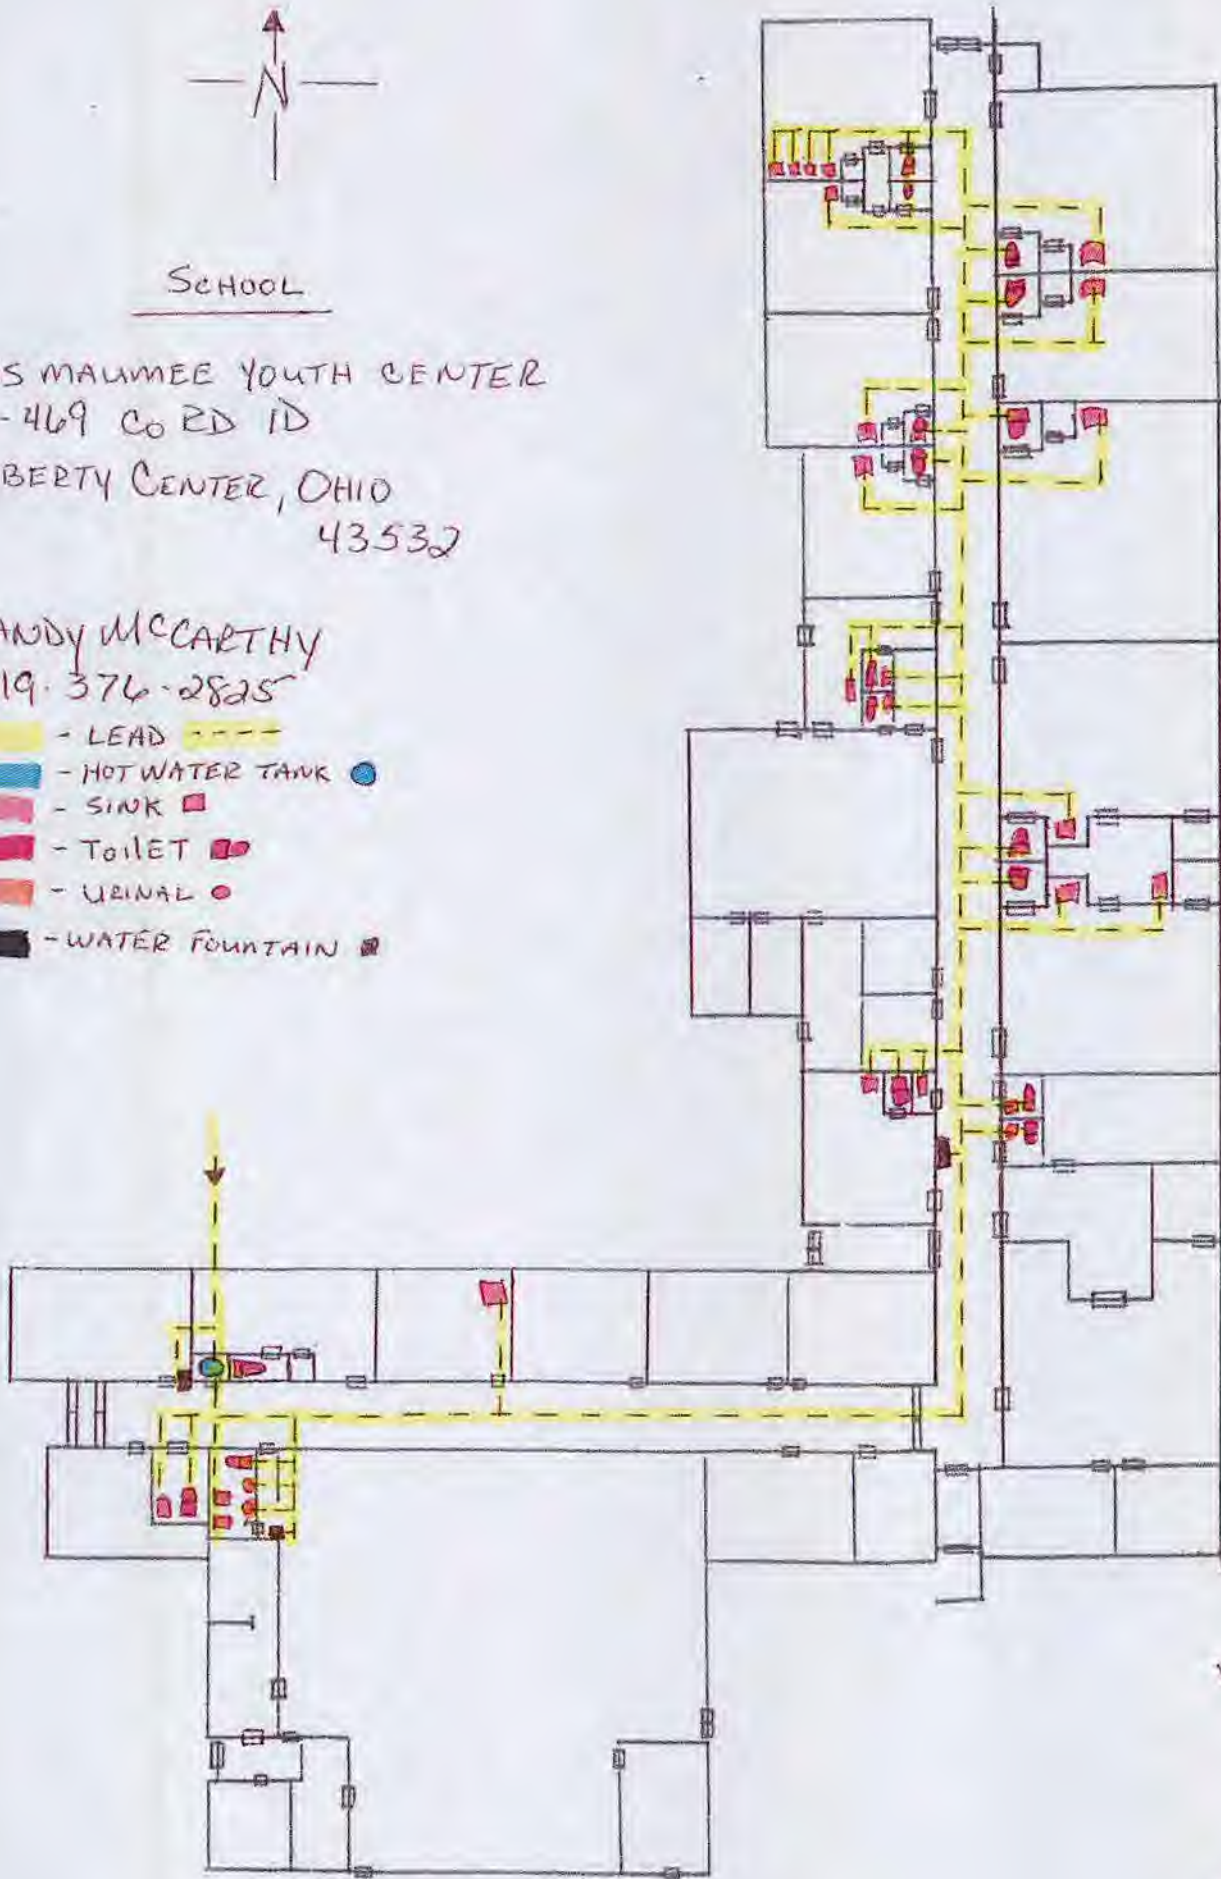 N
SCHOOL
S MAUMEE YOUTH CENTER
-469 CO RD 1D
BERTY CENTER, OHIO
43532
ANDY MCCARTHY
19.376-2825
- LEAD ----
- HOT WATER TANK
- SINK
- TOILET
- URINAL
- WATER FOUNTAIN